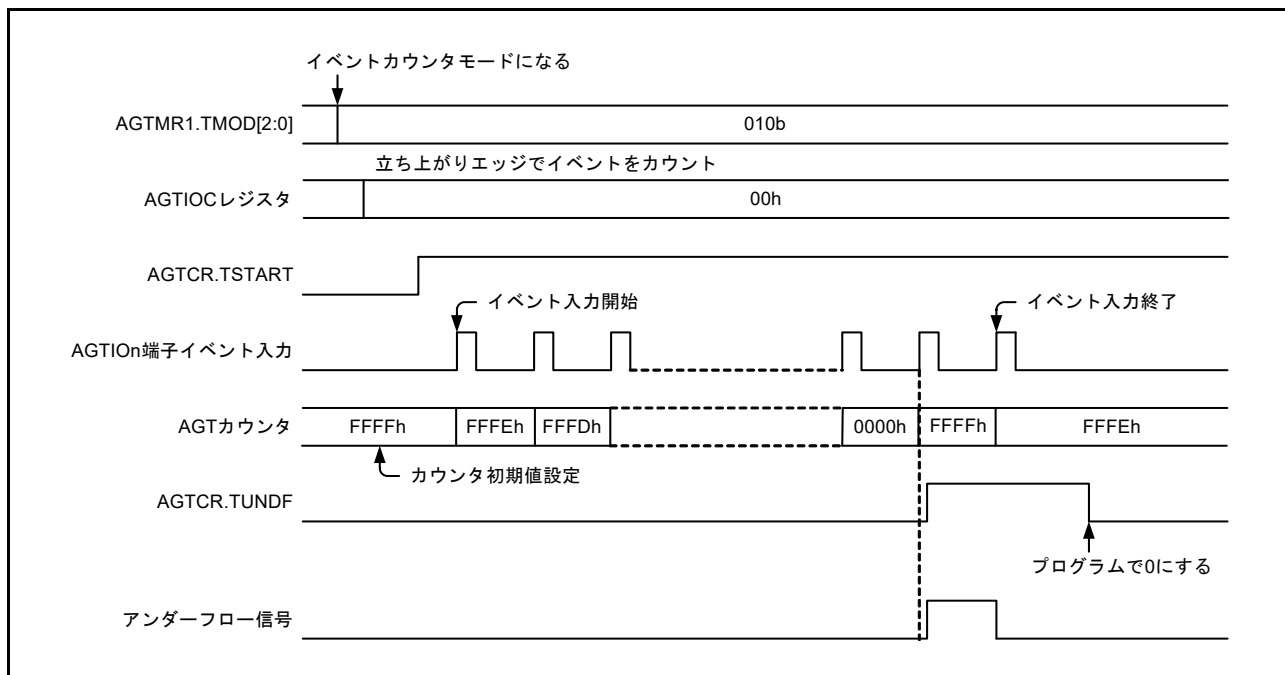 イベントカウンタモードになる
AGTMR1.TMOD[2:0]
010b
立ち上がりエッジでイベントをカウント
AGTIOCレジスタ
00h
AGTCR.TSTART
イベント入力開始
イベント入力終了
AGTIOn端子イベント入力
AGTカウンタ
FFFFh
FFFEh
FFFDh
0000h
FFFFh
FFFEh
カウンタ初期値設定
AGTCR.TUNDF
プログラムで0にする
アンダーフロー信号